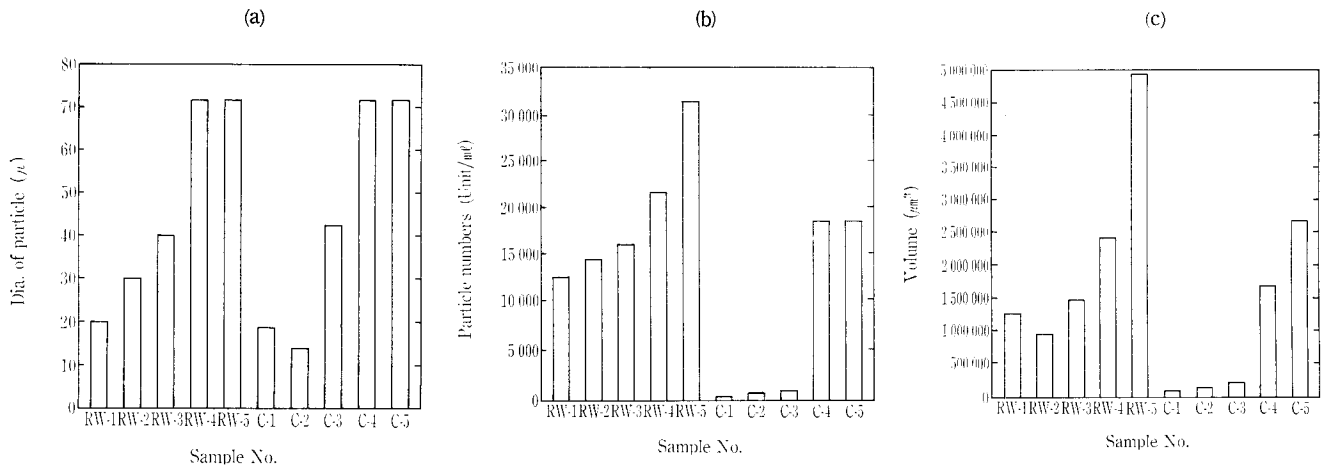 (a)
80
70
60
50
40
30
20
10
0
Dia. of particle (μ)
RW-1 RW-2 RW-3 RW-4 RW-5 C-1 C-2 C-3 C-4 C-5
Sample No.
(b)
35 000
30 000
25 000
20 000
15 000
10 000
5 000
0
Particle numbers (Unit/mℓ)
RW-1 RW-2 RW-3 RW-4 RW-5 C-1 C-2 C-3 C-4 C-5
Sample No.
(c)
5 000 000
4 500 000
4 000 000
3 500 000
3 000 000
2 500 000
2 000 000
1 500 000
1 000 000
500 000
0
Volume (μm³)
RW-1 RW-2 RW-3 RW-4 RW-5 C-1 C-2 C-3 C-4 C-5
Sample No.